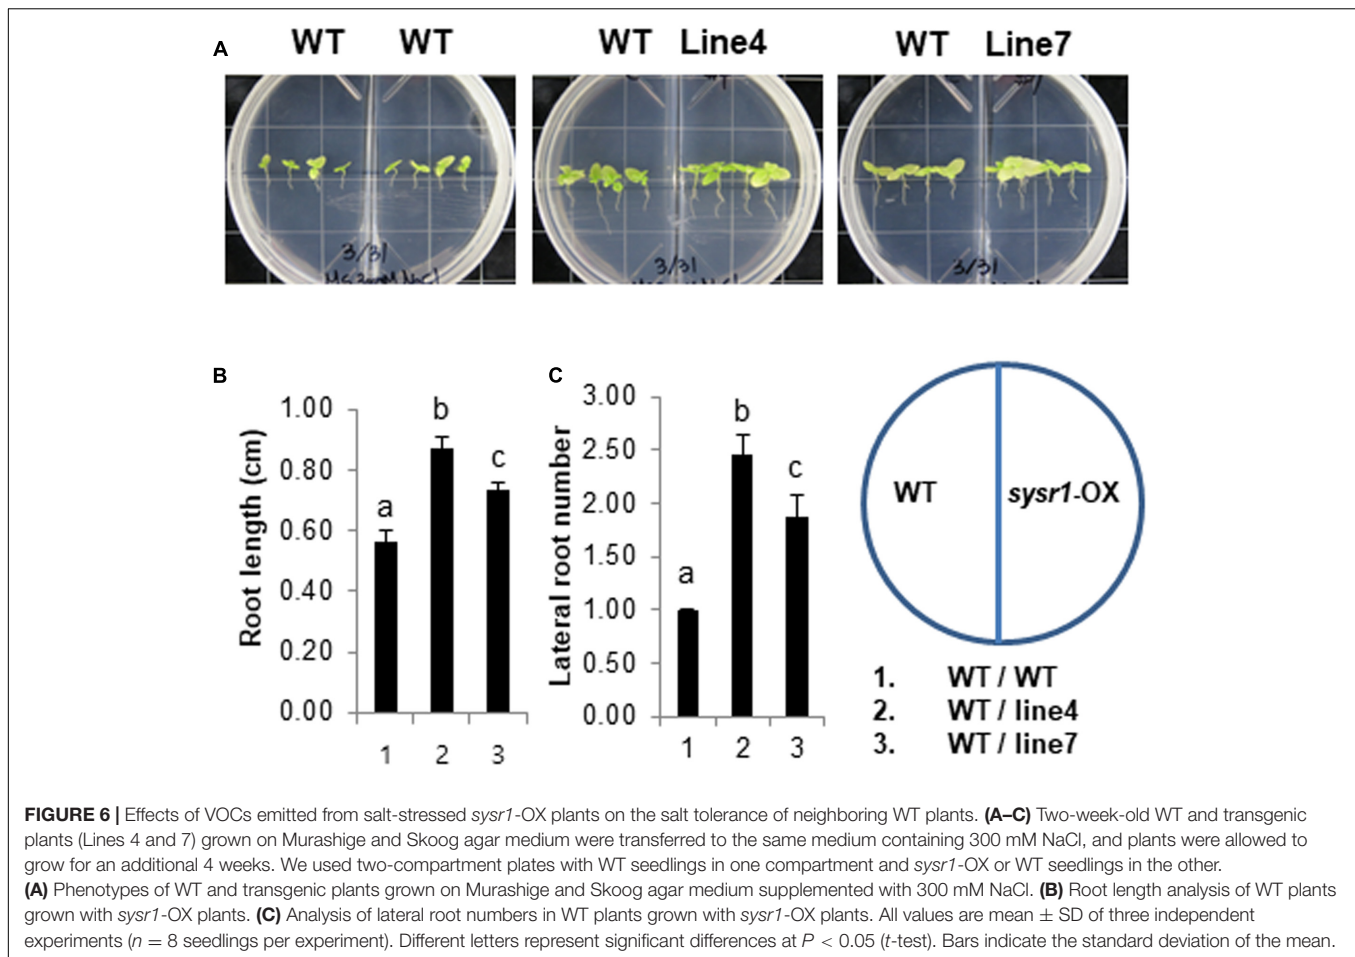 A
WT WT
WT Line4
WT Line7
3/31
3/31
3/31
B
Root length (cm)
1.00
0.80
0.60
0.40
0.20
0.00
a
b
c
1 2 3
C
Lateral root number
3.00
2.50
2.00
1.50
1.00
0.50
0.00
a
b
c
1 2 3
WT sysr1-OX
1. WT / WT
2. WT / line4
3. WT / line7
FIGURE 6 | Effects of VOCs emitted from salt-stressed sysr1-OX plants on the salt tolerance of neighboring WT plants. (A–C) Two-week-old WT and transgenic
plants (Lines 4 and 7) grown on Murashige and Skoog agar medium were transferred to the same medium containing 300 mM NaCl, and plants were allowed to
grow for an additional 4 weeks. We used two-compartment plates with WT seedlings in one compartment and sysr1-OX or WT seedlings in the other.
(A) Phenotypes of WT and transgenic plants grown on Murashige and Skoog agar medium supplemented with 300 mM NaCl. (B) Root length analysis of WT plants
grown with sysr1-OX plants. (C) Analysis of lateral root numbers in WT plants grown with sysr1-OX plants. All values are mean ± SD of three independent
experiments (n = 8 seedlings per experiment). Different letters represent significant differences at P < 0.05 (t-test). Bars indicate the standard deviation of the mean.